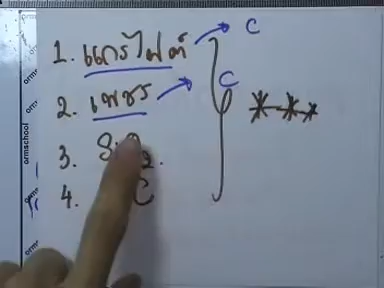 1. แกรไฟต์ → C
2. เพชร → C
3.
4. C
ormschool